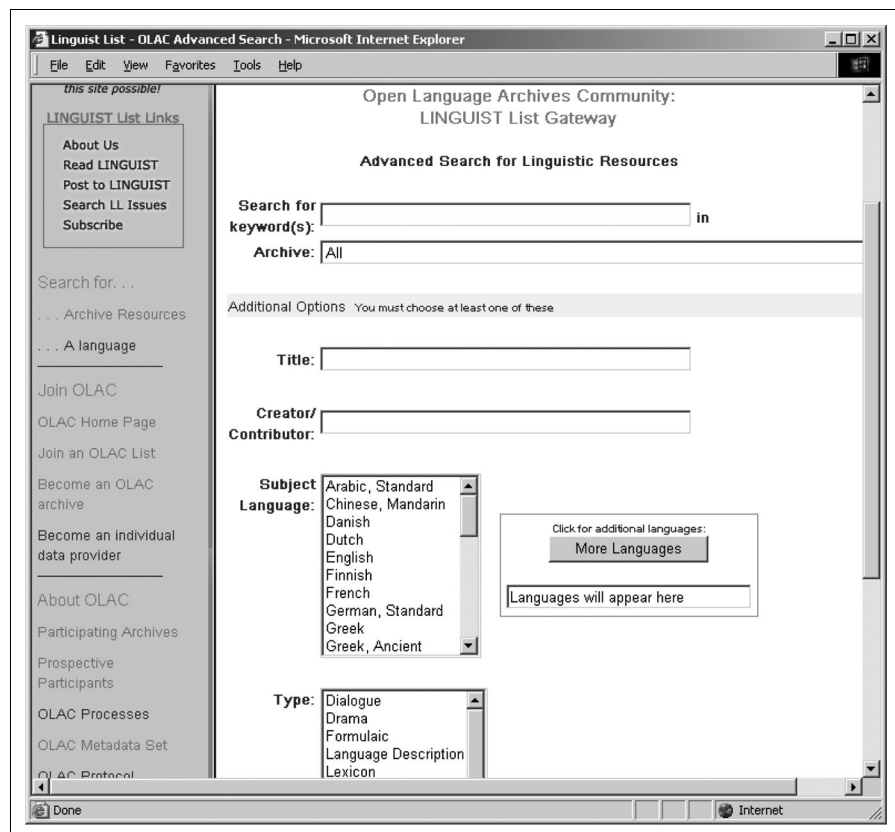 Linguist List - OLAC Advanced Search - Microsoft Internet Explorer
File Edit View Favorites Tools Help
this site possible!
LINGUIST List Links
About Us
Read LINGUIST
Post to LINGUIST
Search LL Issues
Subscribe
Search for. . .
. . . Archive Resources
. . . A language
Join OLAC
OLAC Home Page
Join an OLAC List
Become an OLAC
archive
Become an individual
data provider
About OLAC
Participating Archives
Prospective
Participants
OLAC Processes
OLAC Metadata Set
OLAC Protocol
Open Language Archives Community:
LINGUIST List Gateway
Advanced Search for Linguistic Resources
Search for
keyword(s): in
Archive: All
Additional Options You must choose at least one of these
Title:
Creator/
Contributor:
Subject
Language:
Arabic, Standard
Chinese, Mandarin
Danish
Dutch
English
Finnish
French
German, Standard
Greek
Greek, Ancient
Click for additional languages:
More Languages
Languages will appear here
Type:
Dialogue
Drama
Formulaic
Language Description
Lexicon
Done
Internet